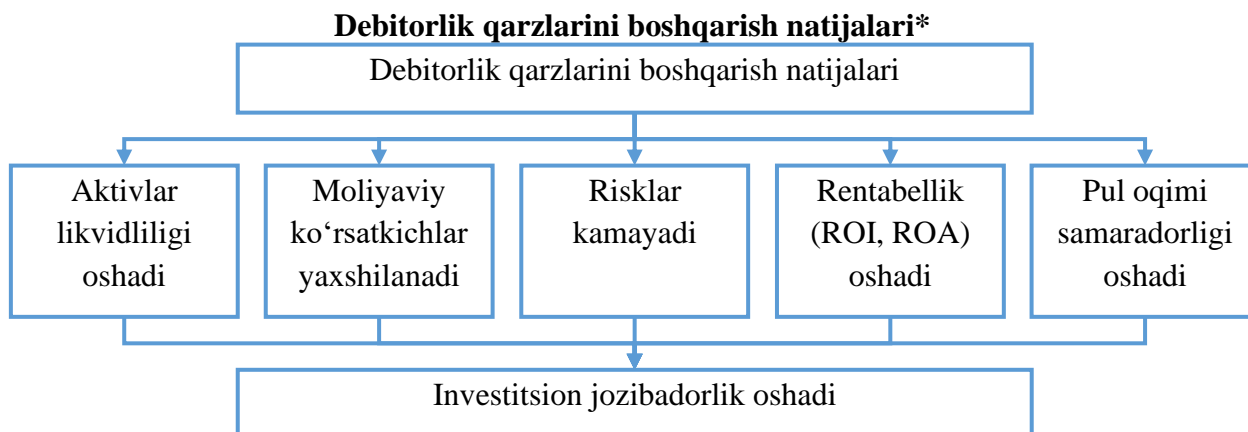 Debitorlik qarzlarini boshqarish natijalari*
Debitorlik qarzlarini boshqarish natijalari
Aktivlar
likvidliligi
oshadi
Moliyaviy
ko‘rsatkichlar
yaxshilanadi
Risklar
kamayadi
Rentabellik
(ROI, ROA)
oshadi
Pul oqimi
samaradorligi
oshadi
Investitsion jozibadorlik oshadi